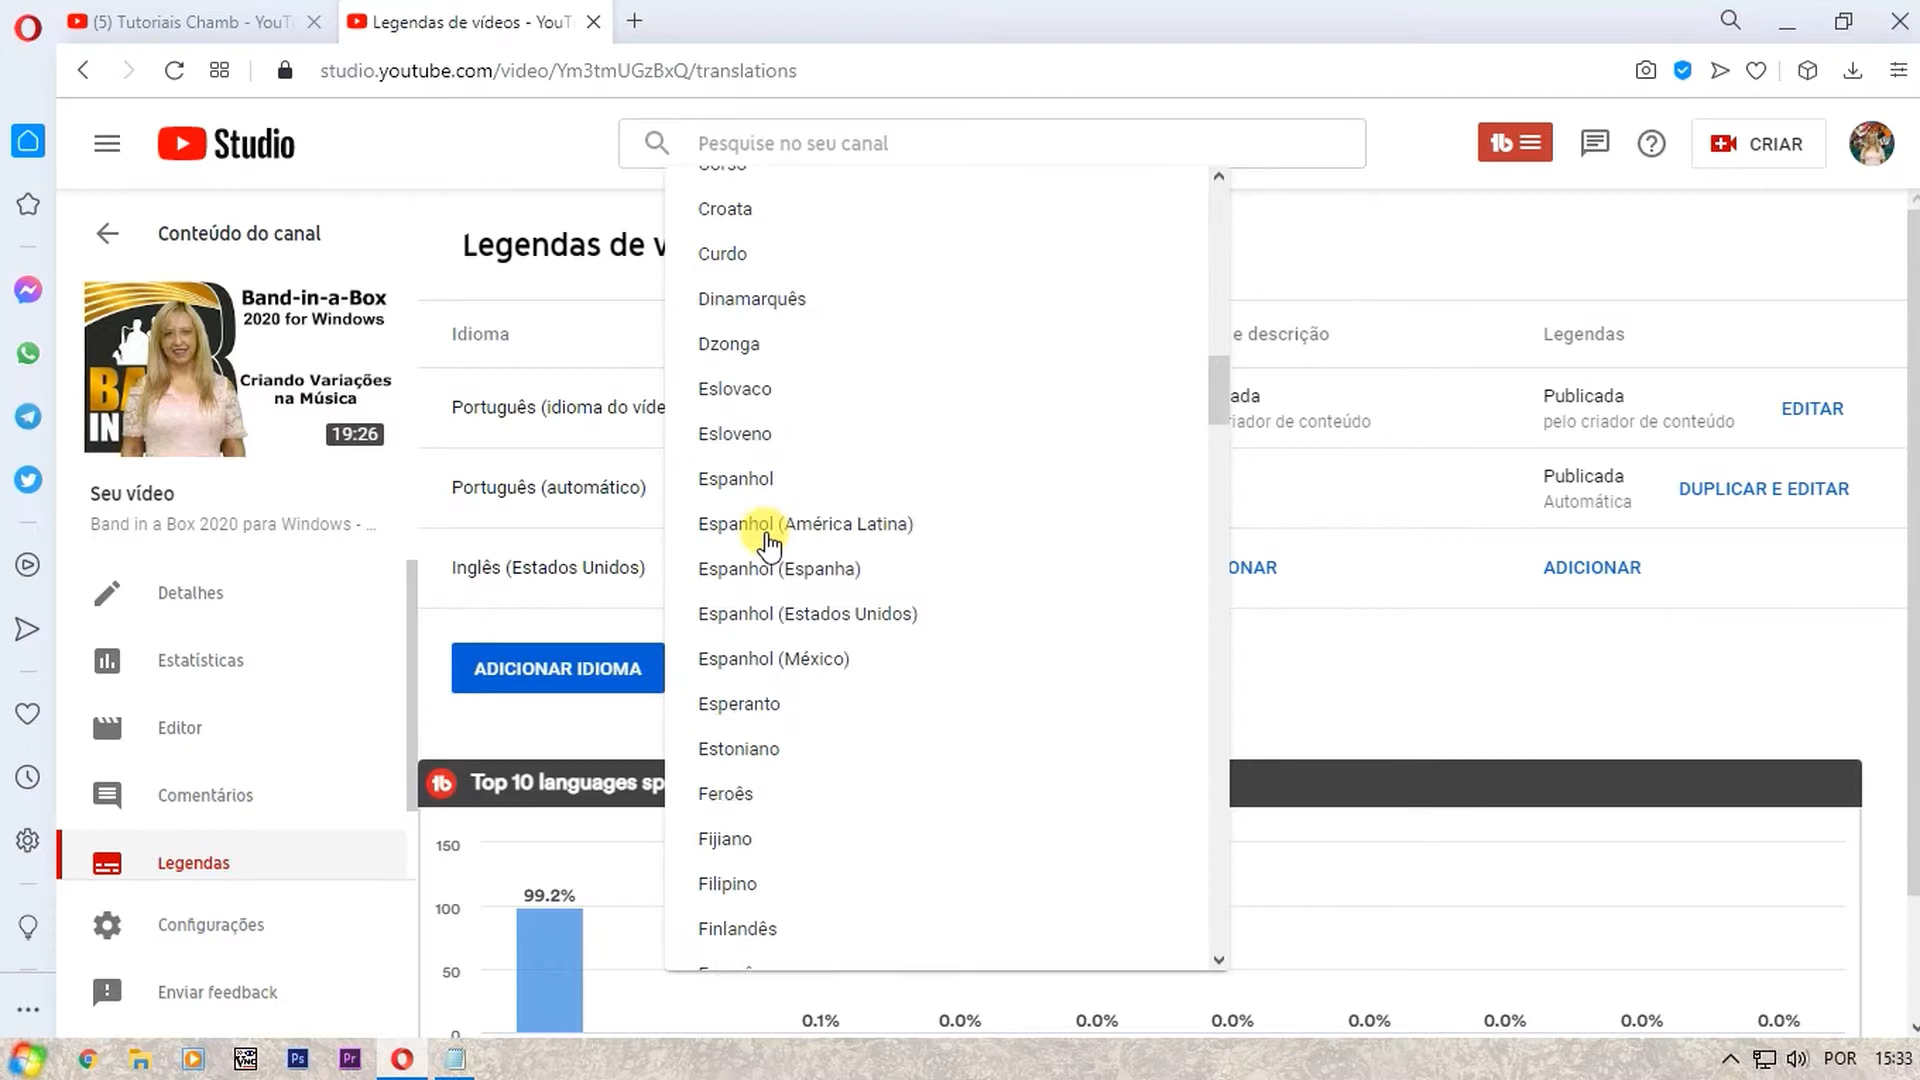 (5) Tutoriais Chamb - YouT
Legendas de vídeos - YouT
studio.youtube.com/video/Ym3tmUGzBxQ/translations
Studio
Pesquise no seu canal
CRIAR
Conteúdo do canal
Band-in-a-Box
2020 for Windows
Criando Variações
na Música
BA
IN
19:26
Seu vídeo
Band in a Box 2020 para Windows - ...
Detalhes
Estatísticas
Editor
Comentários
Legendas
Configurações
Enviar feedback
Legendas de v
Idioma
e descrição
Legendas
Português (idioma do víde
ada
iador de conteúdo
Publicada
pelo criador de conteúdo
EDITAR
Português (automático)
Publicada
Automática
DUPLICAR E EDITAR
Inglês (Estados Unidos)
ONAR
ADICIONAR
ADICIONAR IDIOMA
Corso
Croata
Curdo
Dinamarquês
Dzonga
Eslovaco
Esloveno
Espanhol
Espanhol (América Latina)
Espanhol (Espanha)
Espanhol (Estados Unidos)
Espanhol (México)
Esperanto
Estoniano
Feroês
Fijiano
Filipino
Finlandês
tb Top 10 languages sp
150
100
50
0
99.2%
0.1%
0.0%
0.0%
0.0%
0.0%
0.0%
0.0%
0.0%
Ps
Pr
POR
15:33